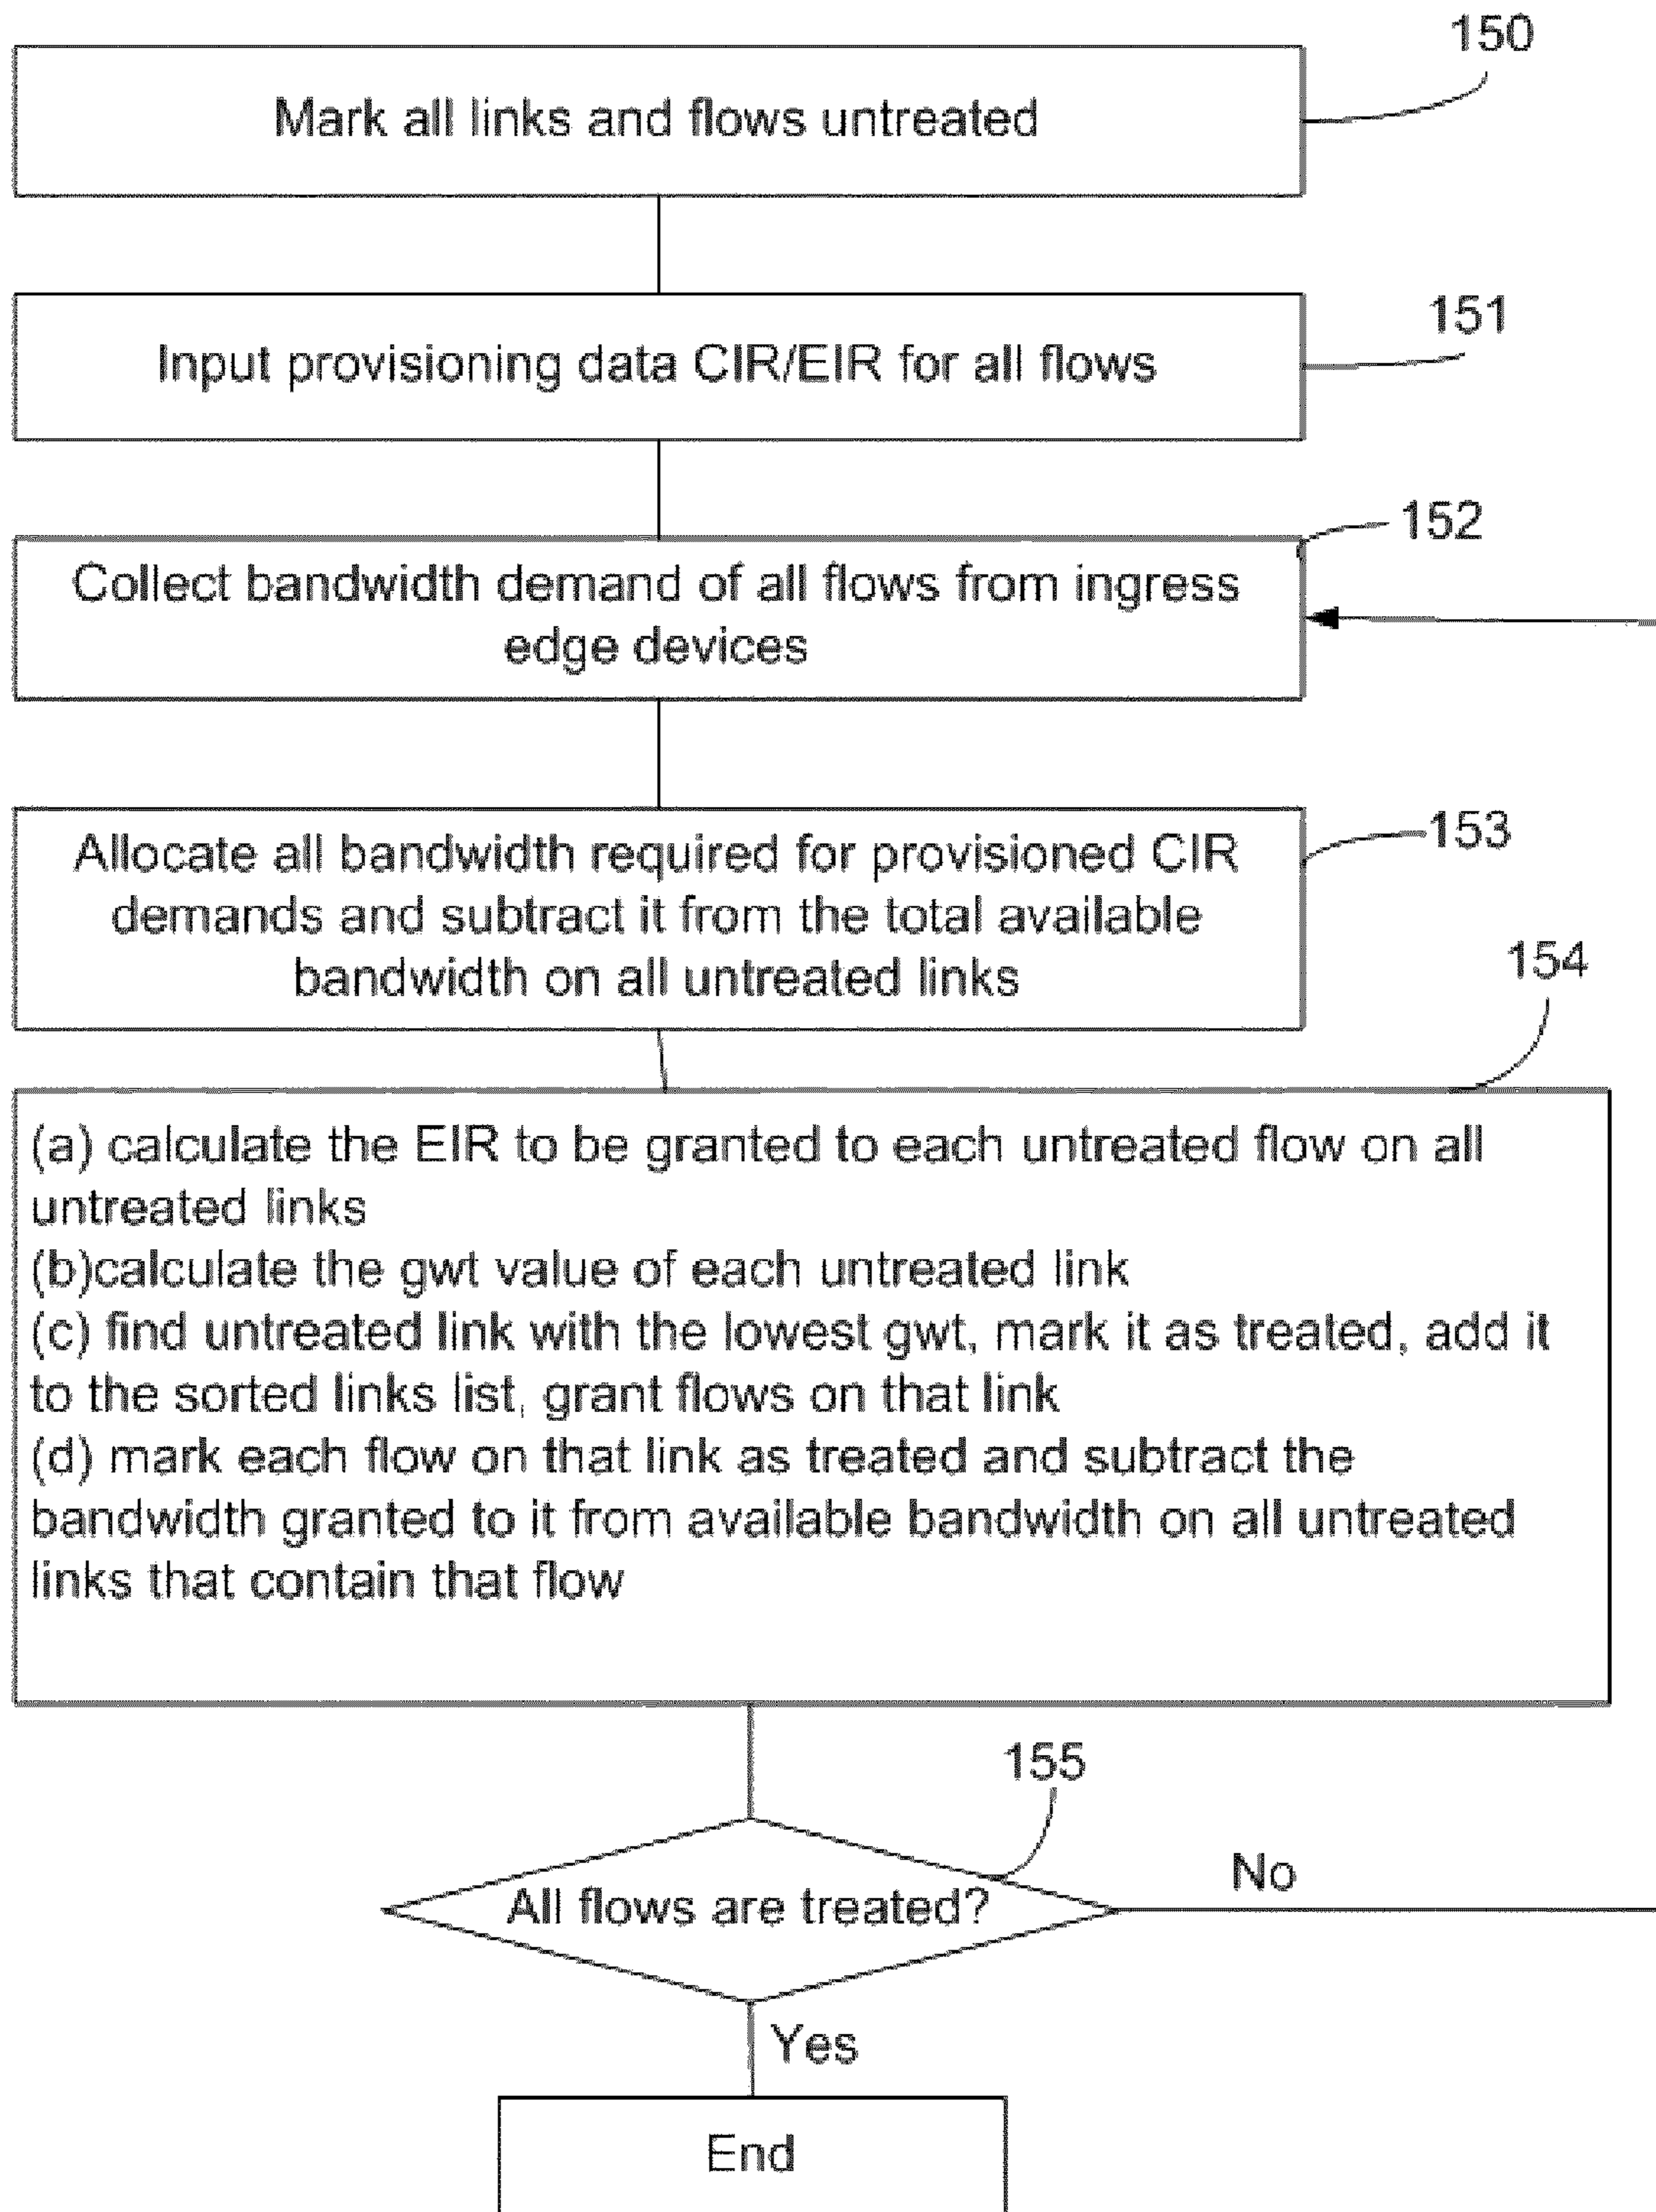 150
Mark all links and flows untreated
151
Input provisioning data CIR/EIR for all flows
152
Collect bandwidth demand of all flows from ingress
edge devices
153
Allocate all bandwidth required for provisioned CIR
demands and subtract it from the total available
bandwidth on all untreated links
154
(a) calculate the EIR to be granted to each untreated flow on all
untreated links
(b)calculate the gwt value of each untreated link
(c) find untreated link with the lowest gwt, mark it as treated, add it
to the sorted links list, grant flows on that link
(d) mark each flow on that link as treated and subtract the
bandwidth granted to it from available bandwidth on all untreated
links that contain that flow
155
All flows are treated?
No
Yes
End